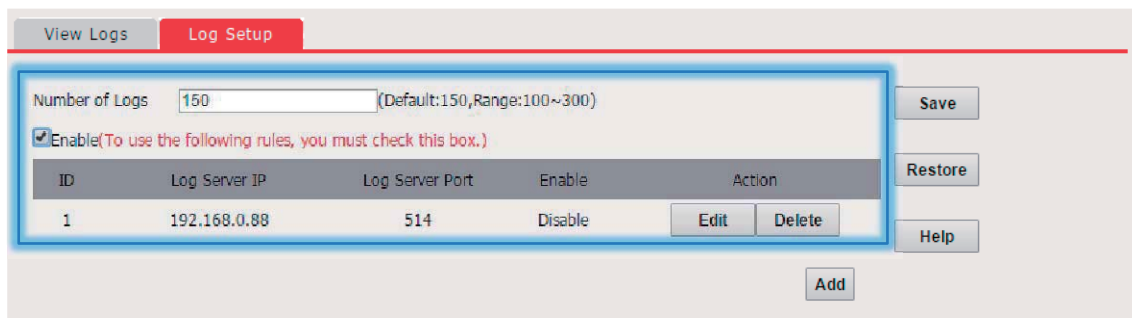 View Logs Log Setup
Number of Logs 150 (Default:150,Range:100~300)
Save
Enable(To use the following rules, you must check this box.)
ID Log Server IP Log Server Port Enable Action
Restore
1 192.168.0.88 514 Disable Edit Delete
Help
Add